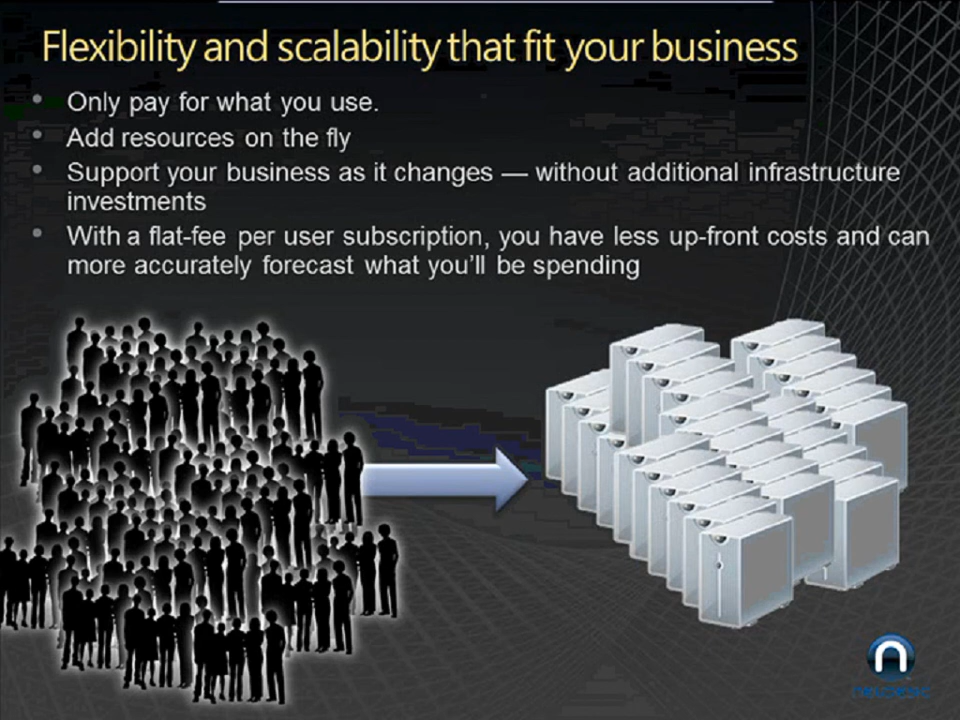 Flexibility and scalability that fit your business
• Only pay for what you use.
• Add resources on the fly
• Support your business as it changes — without additional infrastructure
investments
• With a flat-fee per user subscription, you have less up-front costs and can
more accurately forecast what you'll be spending